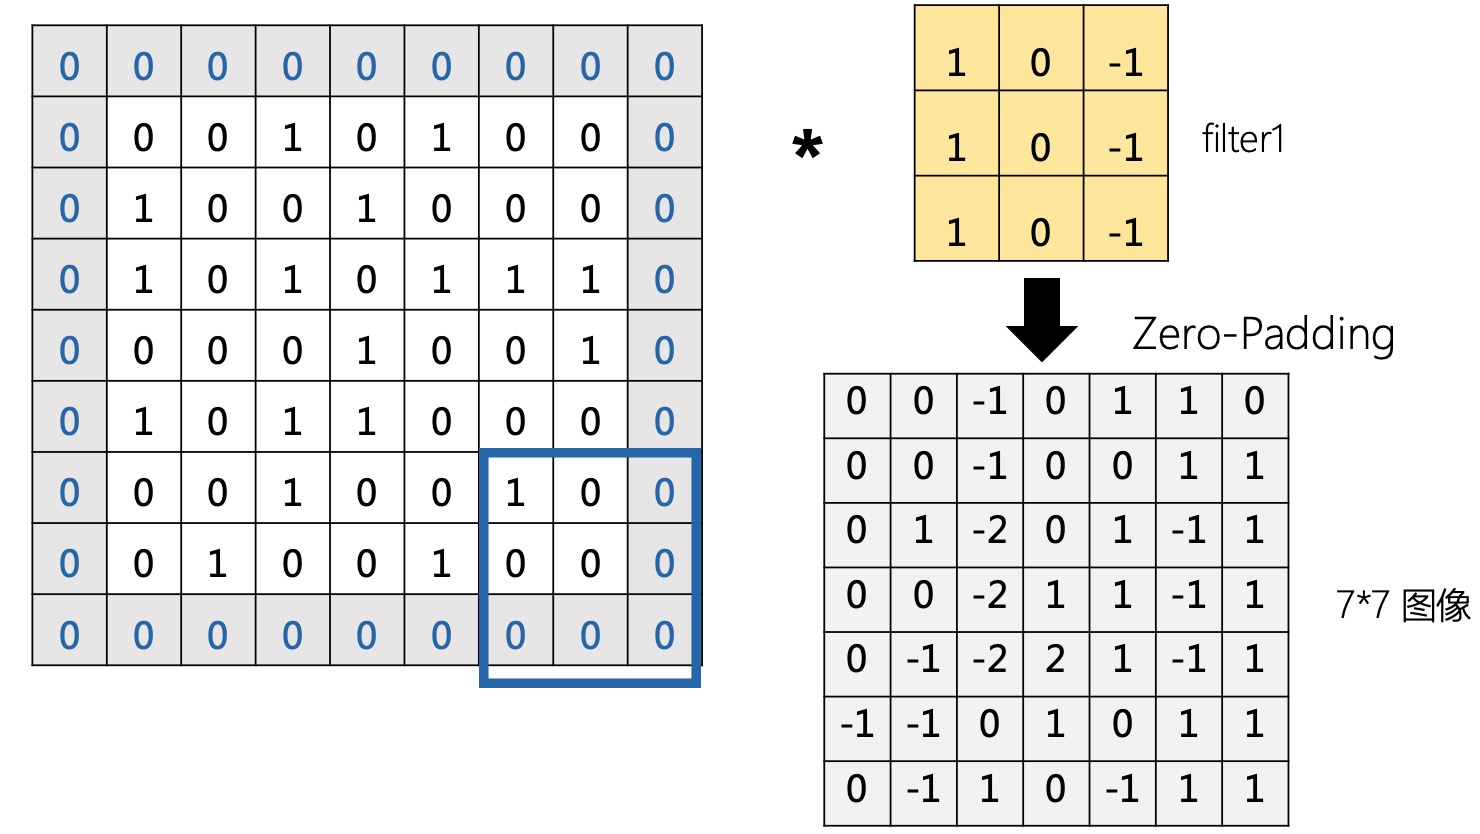 0 0 0 0 0 0 0 0 0
0 0 0 1 0 1 0 0 0
0 1 0 0 1 0 0 0 0
0 1 0 1 0 1 1 1 0
0 0 0 0 1 0 0 1 0
0 1 0 1 1 0 0 0 0
0 0 0 1 0 0 1 0 0
0 0 1 0 0 1 0 0 0
0 0 0 0 0 0 0 0 0
*
1 0 -1
1 0 -1
1 0 -1
filter1
Zero-Padding
0 0 -1 0 1 1 0
0 0 -1 0 0 1 1
0 1 -2 0 1 -1 1
0 0 -2 1 1 -1 1
0 -1 -2 2 1 -1 1
-1 -1 0 1 0 1 1
0 -1 1 0 -1 1 1
7*7 图像